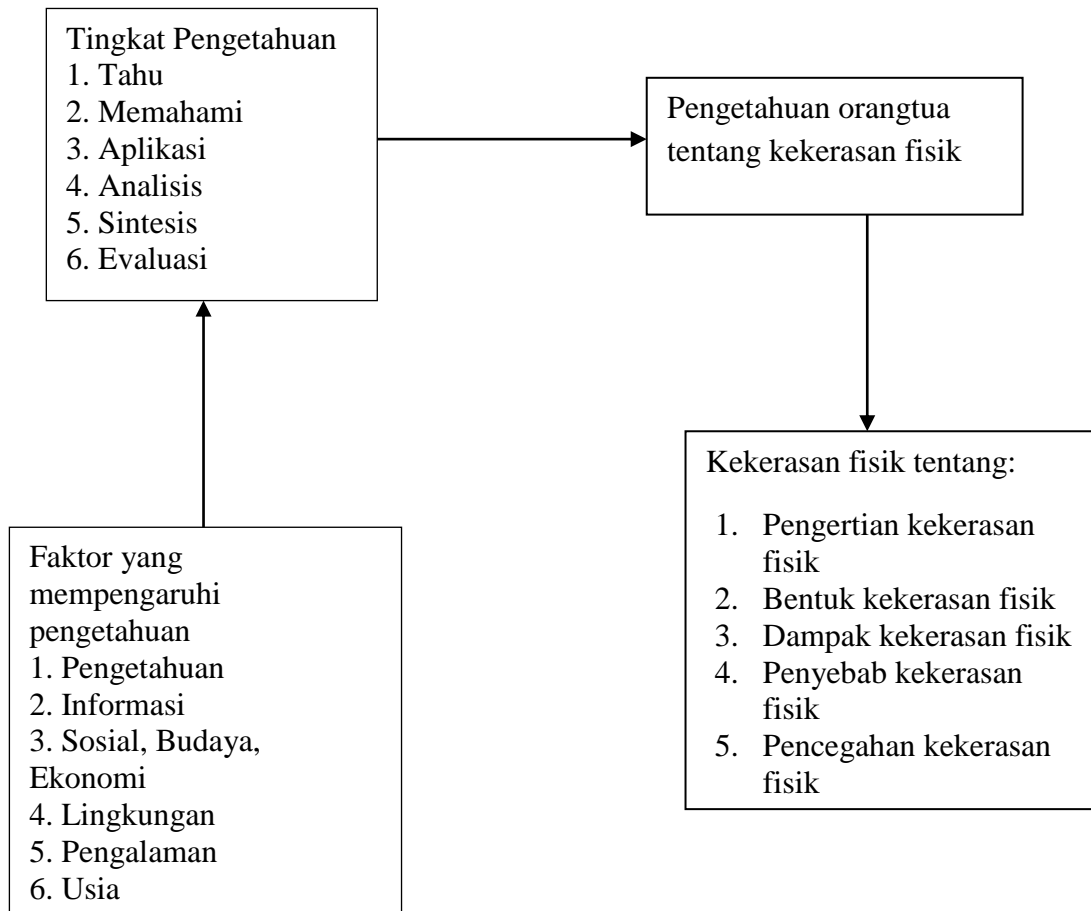 Tingkat Pengetahuan
1. Tahu
2. Memahami
3. Aplikasi
4. Analisis
5. Sintesis
6. Evaluasi
Pengetahuan orangtua
tentang kekerasan fisik
Kekerasan fisik tentang:
1. Pengertian kekerasan
fisik
2. Bentuk kekerasan fisik
3. Dampak kekerasan fisik
4. Penyebab kekerasan
fisik
5. Pencegahan kekerasan
fisik
Faktor yang
mempengaruhi
pengetahuan
1. Pengetahuan
2. Informasi
3. Sosial, Budaya,
Ekonomi
4. Lingkungan
5. Pengalaman
6. Usia